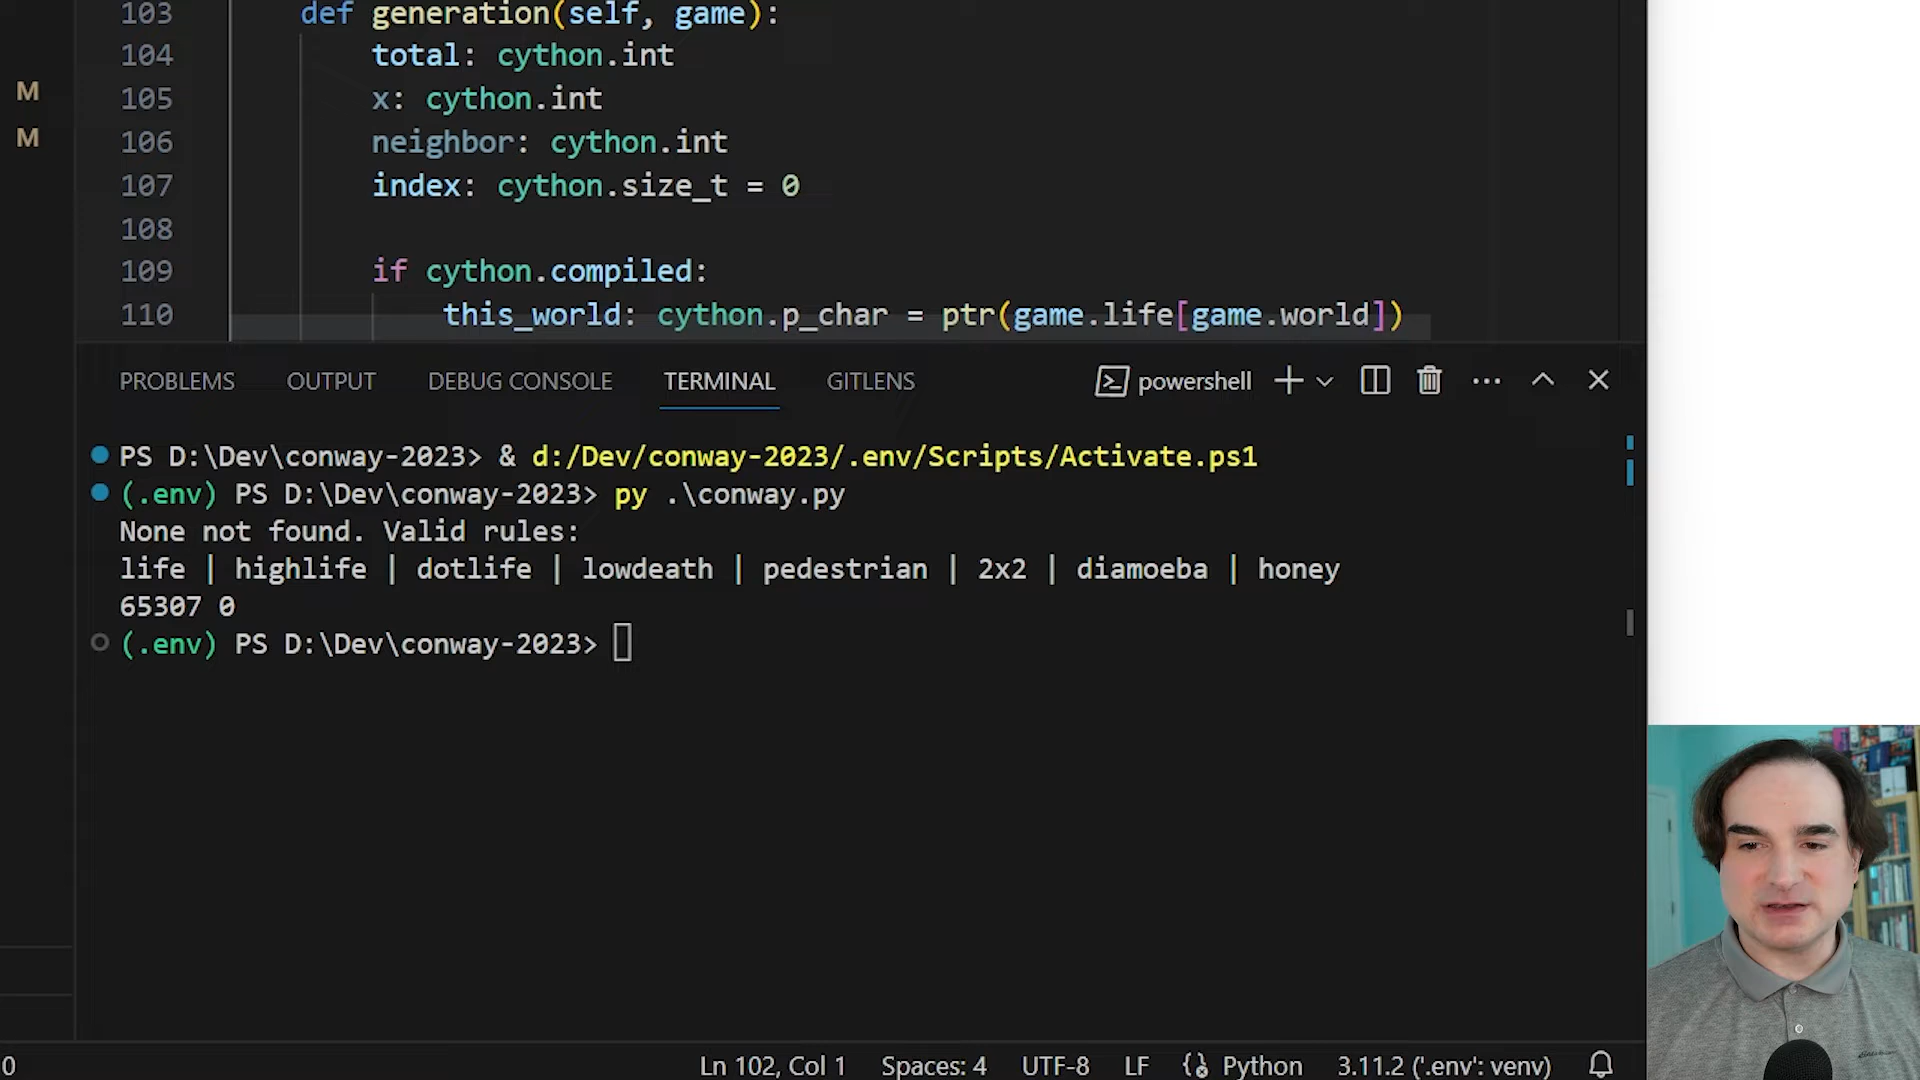 103 def generation(self, game):
104 total: cython.int
M
105 x: cython.int
M
106 neighbor: cython.int
107 index: cython.size_t = 0
108
109 if cython.compiled:
110 this_world: cython.p_char = ptr(game.life[game.world])
PROBLEMS OUTPUT DEBUG CONSOLE TERMINAL GITLENS powershell
PS D:\Dev\conway-2023> & d:/Dev/conway-2023/.env/Scripts/Activate.ps1
(.env) PS D:\Dev\conway-2023> py .\conway.py
None not found. Valid rules:
life | highlife | dotlife | lowdeath | pedestrian | 2x2 | diamoeba | honey
65307 0
(.env) PS D:\Dev\conway-2023>
0 Ln 102, Col 1 Spaces: 4 UTF-8 LF Python 3.11.2 ('.env': venv)